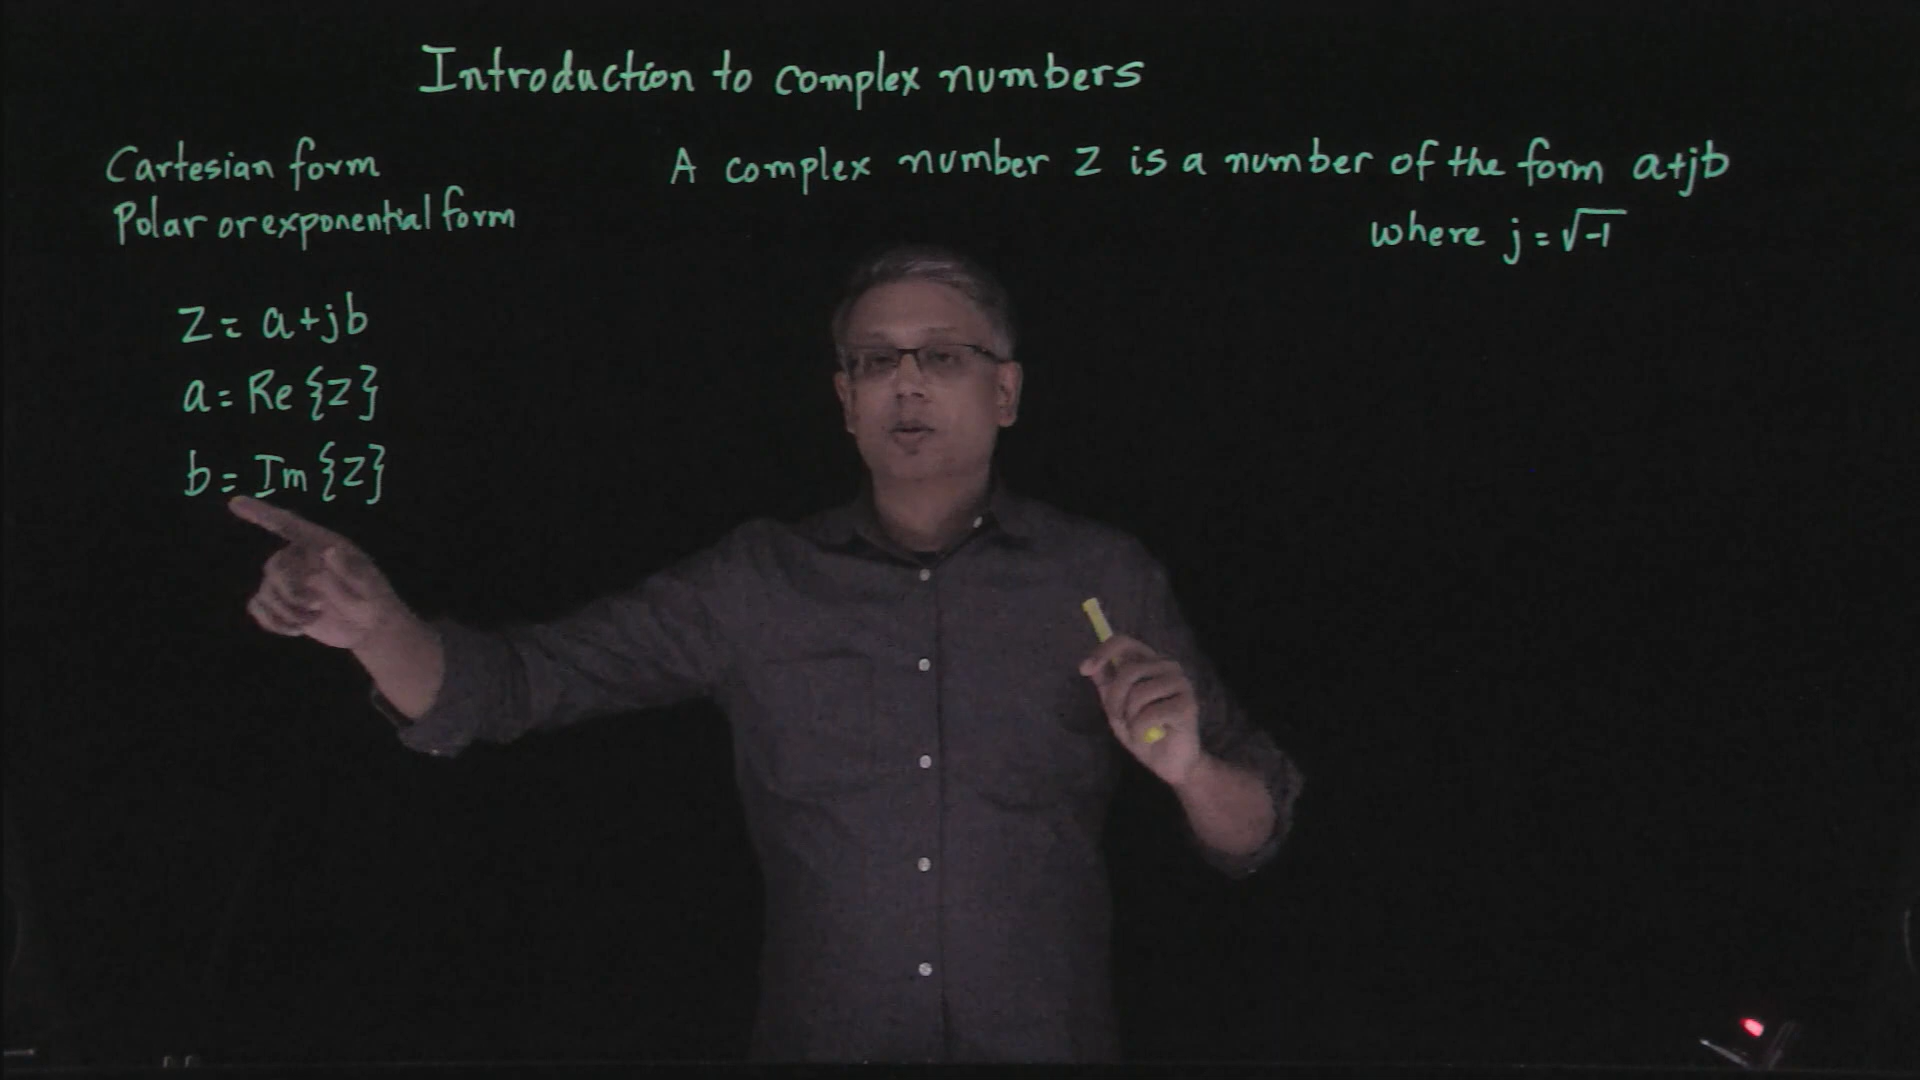 Introduction to complex numbers
Cartesian form
Polar or exponential form
A complex number z is a number of the form a+jb
where j = √-1
z = a+jb
a = Re {z}
b = Im {z}